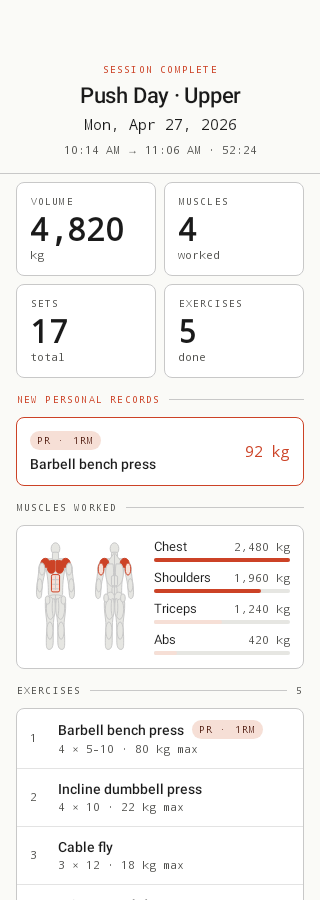 SESSION COMPLETE
Push Day · Upper
Mon, Apr 27, 2026
10:14 AM → 11:06 AM · 52:24
VOLUME
4,820
kg
MUSCLES
4
worked
SETS
17
total
EXERCISES
5
done
NEW PERSONAL RECORDS
PR · 1RM
Barbell bench press
92 kg
MUSCLES WORKED
Chest 2,480 kg
Shoulders 1,960 kg
Triceps 1,240 kg
Abs 420 kg
EXERCISES 5
1 Barbell bench press PR · 1RM
4 × 5–10 · 80 kg max
2 Incline dumbbell press
4 × 10 · 22 kg max
3 Cable fly
3 × 12 · 18 kg max